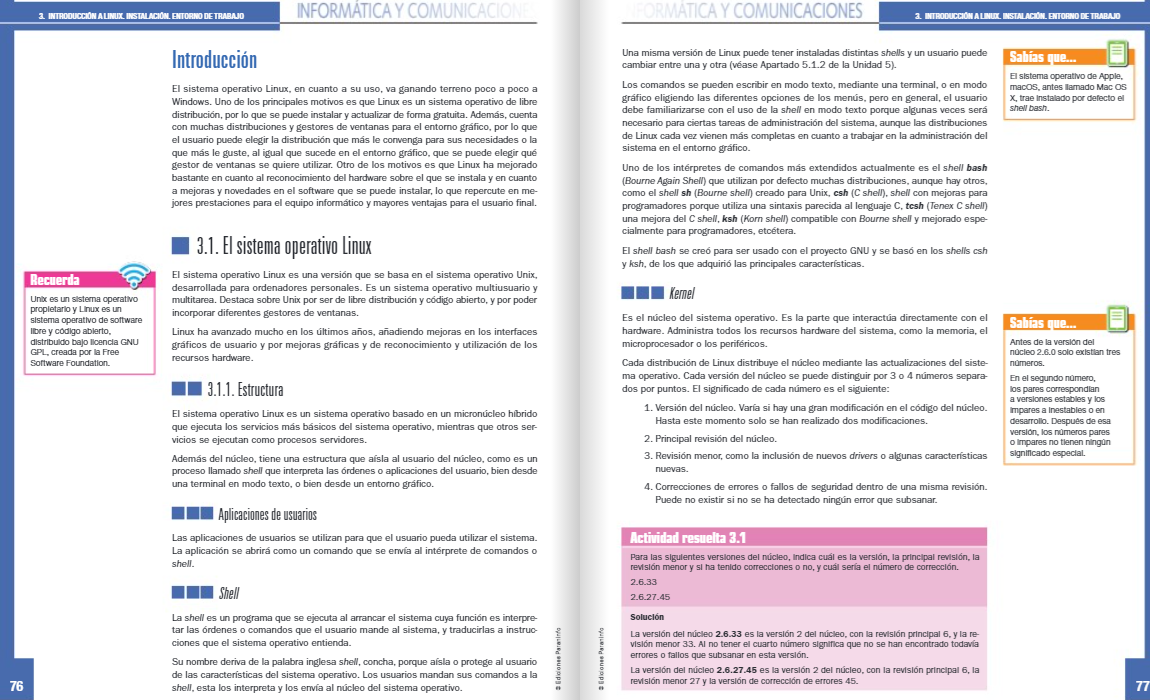 3. INTRODUCCIÓN A LINUX. INSTALACIÓN. ENTORNO DE TRABAJO
INFORMÁTICA Y COMUNICACIONE
Introducción
El sistema operativo Linux, en cuanto a su uso, va ganando terreno poco a poco a
Windows. Uno de los principales motivos es que Linux es un sistema operativo de libre
distribución, por lo que se puede instalar y actualizar de forma gratuita. Además, cuenta
con muchas distribuciones y gestores de ventanas para el entorno gráfico, por lo que
el usuario puede elegir la distribución que más le convenga para sus necesidades o la
que más le guste, al igual que sucede en el entorno gráfico, que se puede elegir qué
gestor de ventanas se quiere utilizar. Otro de los motivos es que Linux ha mejorado
bastante en cuanto al reconocimiento del hardware sobre el que se instala y en cuanto
a mejoras y novedades en el software que se puede instalar, lo que repercute en me-
jores prestaciones para el equipo informático y mayores ventajas para el usuario final.
3.1. El sistema operativo Linux
El sistema operativo Linux es una versión que se basa en el sistema operativo Unix,
desarrollada para ordenadores personales. Es un sistema operativo multiusuario y
multitarea. Destaca sobre Unix por ser de libre distribución y código abierto, y por poder
incorporar diferentes gestores de ventanas.
Linux ha avanzado mucho en los últimos años, añadiendo mejoras en los interfaces
gráficos de usuario y por mejoras gráficas y de reconocimiento y utilización de los
recursos hardware.
Recuerda
Unix es un sistema operativo
propietario y Linux es un
sistema operativo de software
libre y código abierto,
distribuido bajo licencia GNU
GPL, creada por la Free
Software Foundation.
3.1.1. Estructura
El sistema operativo Linux es un sistema operativo basado en un micronúcleo híbrido
que ejecuta los servicios más básicos del sistema operativo, mientras que otros ser-
vicios se ejecutan como procesos servidores.
Además del núcleo, tiene una estructura que aísla al usuario del núcleo, como es un
proceso llamado shell que interpreta las órdenes o aplicaciones del usuario, bien desde
una terminal en modo texto, o bien desde un entorno gráfico.
Aplicaciones de usuarios
Las aplicaciones de usuarios se utilizan para que el usuario pueda utilizar el sistema.
La aplicación se abrirá como un comando que se envía al intérprete de comandos o
shell.
Shell
La shell es un programa que se ejecuta al arrancar el sistema cuya función es interpre-
tar las órdenes o comandos que el usuario mande al sistema, y traducirlas a instruc-
ciones que el sistema operativo entienda.
Su nombre deriva de la palabra inglesa shell, concha, porque aísla o protege al usuario
de las características del sistema operativo. Los usuarios mandan sus comandos a la
shell, esta los interpreta y los envía al núcleo del sistema operativo.
© Ediciones Paraninfo
76
FORMÁTICA Y COMUNICACIONES
3. INTRODUCCIÓN A LINUX. INSTALACIÓN. ENTORNO DE TRABAJO
Una misma versión de Linux puede tener instaladas distintas shells y un usuario puede
cambiar entre una y otra (véase Apartado 5.1.2 de la Unidad 5).
Los comandos se pueden escribir en modo texto, mediante una terminal, o en modo
gráfico eligiendo las diferentes opciones de los menús, pero en general, el usuario
debe familiarizarse con el uso de la shell en modo texto porque algunas veces será
necesario para ciertas tareas de administración del sistema, aunque las distribuciones
de Linux cada vez vienen más completas en cuanto a trabajar en la administración del
sistema en el entorno gráfico.
Uno de los intérpretes de comandos más extendidos actualmente es el shell bash
(Bourne Again Shell) que utilizan por defecto muchas distribuciones, aunque hay otros,
como el shell sh (Bourne shell) creado para Unix, csh (C shell), shell con mejoras para
programadores porque utiliza una sintaxis parecida al lenguaje C, tcsh (Tenex C shell)
una mejora del C shell, ksh (Korn shell) compatible con Bourne shell y mejorado espe-
cialmente para programadores, etcétera.
El shell bash se creó para ser usado con el proyecto GNU y se basó en los shells csh
y ksh, de los que adquirió las principales características.
Sabías que...
El sistema operativo de Apple,
macOS, antes llamado Mac OS
X, trae instalado por defecto el
shell bash.
Kernel
Es el núcleo del sistema operativo. Es la parte que interactúa directamente con el
hardware. Administra todos los recursos hardware del sistema, como la memoria, el
microprocesador o los periféricos.
Cada distribución de Linux distribuye el núcleo mediante las actualizaciones del siste-
ma operativo. Cada versión del núcleo se puede distinguir por 3 o 4 números separa-
dos por puntos. El significado de cada número es el siguiente:
1. Versión del núcleo. Varía si hay una gran modificación en el código del núcleo.
Hasta este momento solo se han realizado dos modificaciones.
2. Principal revisión del núcleo.
3. Revisión menor, como la inclusión de nuevos drivers o algunas características
nuevas.
4. Correcciones de errores o fallos de seguridad dentro de una misma revisión.
Puede no existir si no se ha detectado ningún error que subsanar.
Sabías que...
Antes de la versión del
núcleo 2.6.0 solo existían tres
números.
En el segundo número,
los pares correspondían
a versiones estables y los
impares a inestables o en
desarrollo. Después de esa
versión, los números pares
o impares no tienen ningún
significado especial.
Actividad resuelta 3.1
Para las siguientes versiones del núcleo, indica cuál es la versión, la principal revisión, la
revisión menor y si ha tenido correcciones o no, y cuál sería el número de corrección.
2.6.33
2.6.27.45
Solución
La versión del núcleo 2.6.33 es la versión 2 del núcleo, con la revisión principal 6, y la re-
visión menor 33. Al no tener el cuarto número significa que no se han encontrado todavía
errores o fallos que subsanar en esta versión.
La versión del núcleo 2.6.27.45 es la versión 2 del núcleo, con la revisión principal 6, la
revisión menor 27 y la versión de corrección de errores 45.
© Ediciones Paraninfo
77